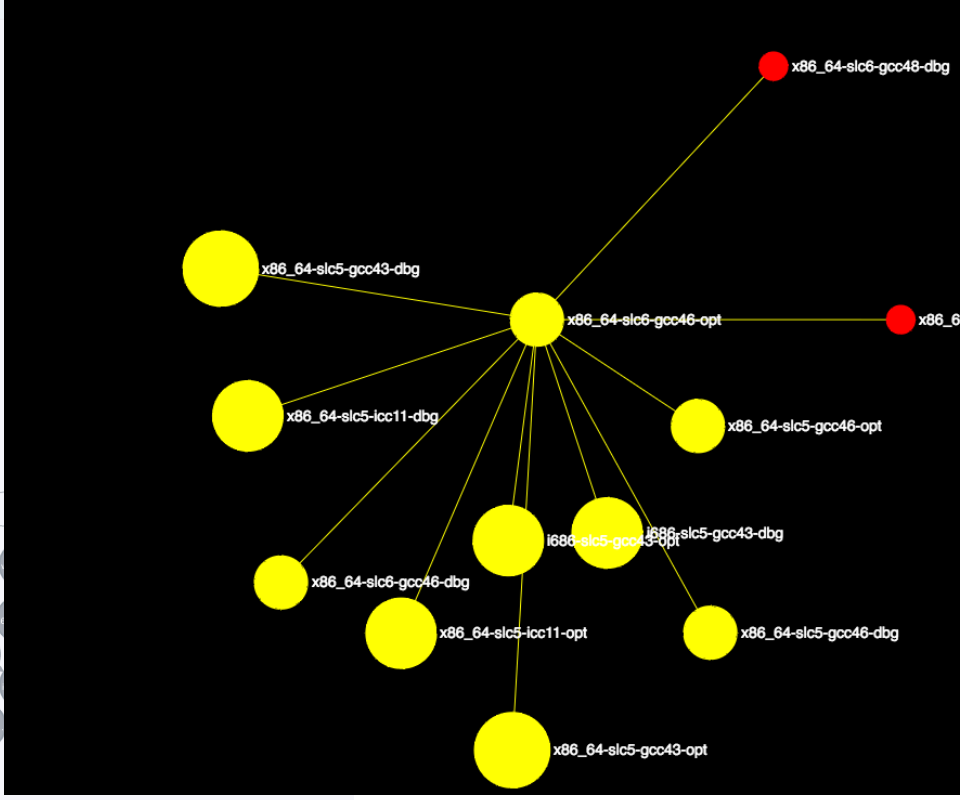 x86_64-slc6-gcc48-dbg
x86_64-slc5-gcc43-dbg
x86_64-slc6-gcc46-opt
x86_6
x86_64-slc5-icc11-dbg
x86_64-slc5-gcc46-opt
i686-slc5-gcc43-dbg
i686-slc5-gcc43-opt
x86_64-slc6-gcc46-dbg
x86_64-slc5-icc11-opt
x86_64-slc5-gcc46-dbg
x86_64-slc5-gcc43-opt